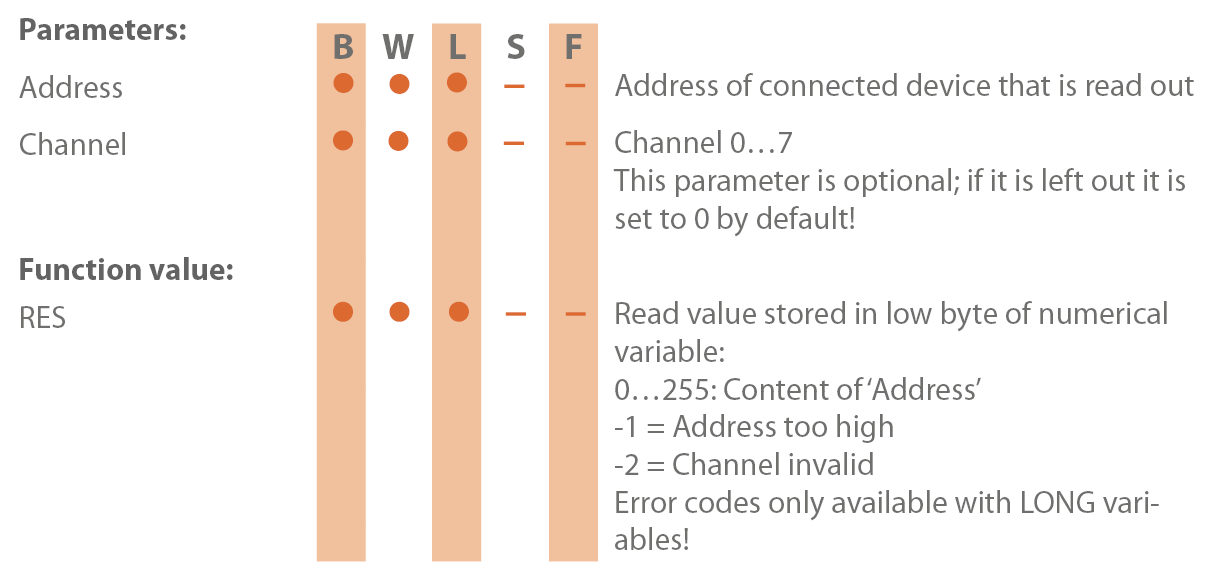 Parameters:
B W L S F
Address ● ● ● – – Address of connected device that is read out
Channel ● ● ● – – Channel 0…7
This parameter is optional; if it is left out it is
set to 0 by default!
Function value:
RES ● ● ● – – Read value stored in low byte of numerical
variable:
0…255: Content of ‘Address’
-1 = Address too high
-2 = Channel invalid
Error codes only available with LONG vari-
ables!